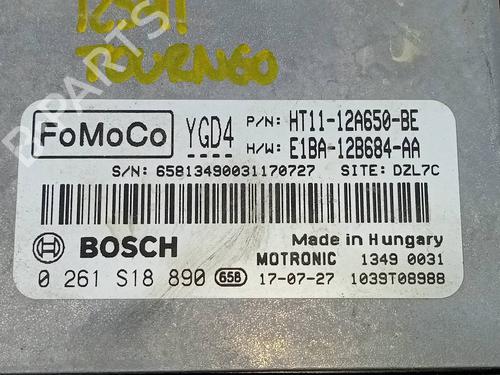 TOURNEO
FoMoCo YGD4 P/N: HT11-12A650-BE
H/W: E1BA-12B684-AA
S/N: 65813490031170727 SITE: DZL7C
BOSCH Made in Hungary
MOTRONIC 1349 0031
0 261 S18 890 65B 17-07-27 1039T08988